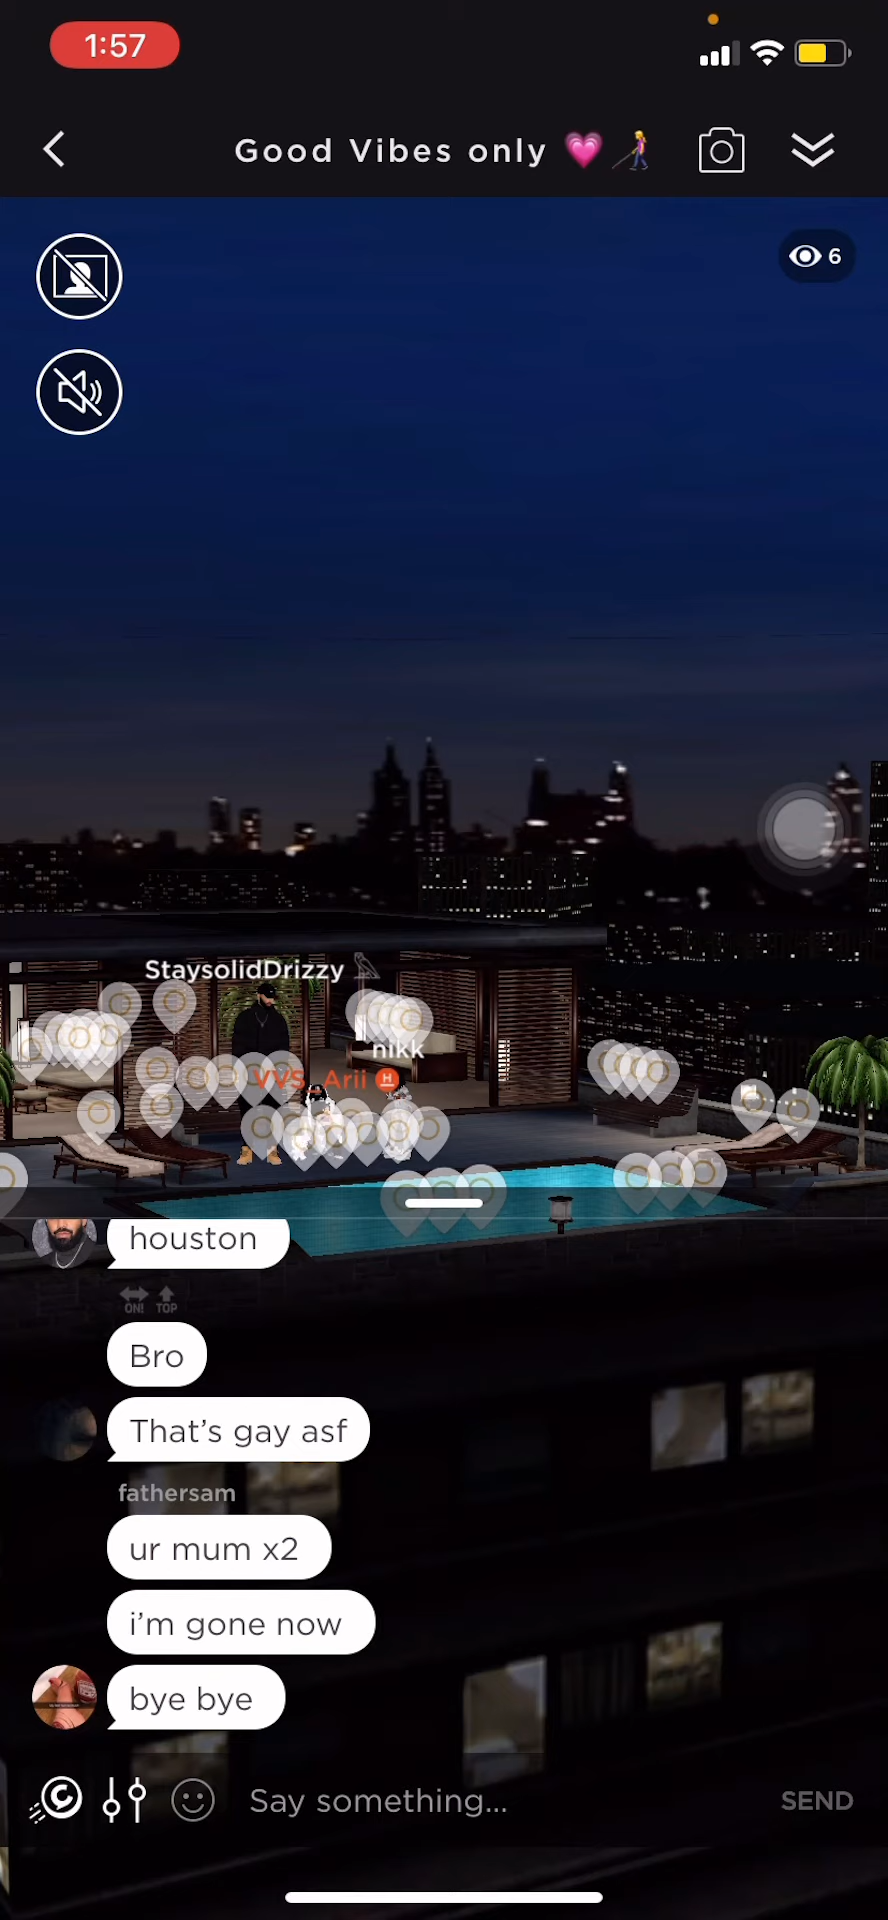 1:57
Good Vibes only 💗👩‍🦯
6
StaysolidDrizzy
nikk
VVS_Arii H
houston
ON! TOP
Bro
That's gay asf
fathersam
ur mum x2
i'm gone now
bye bye
Say something...
SEND